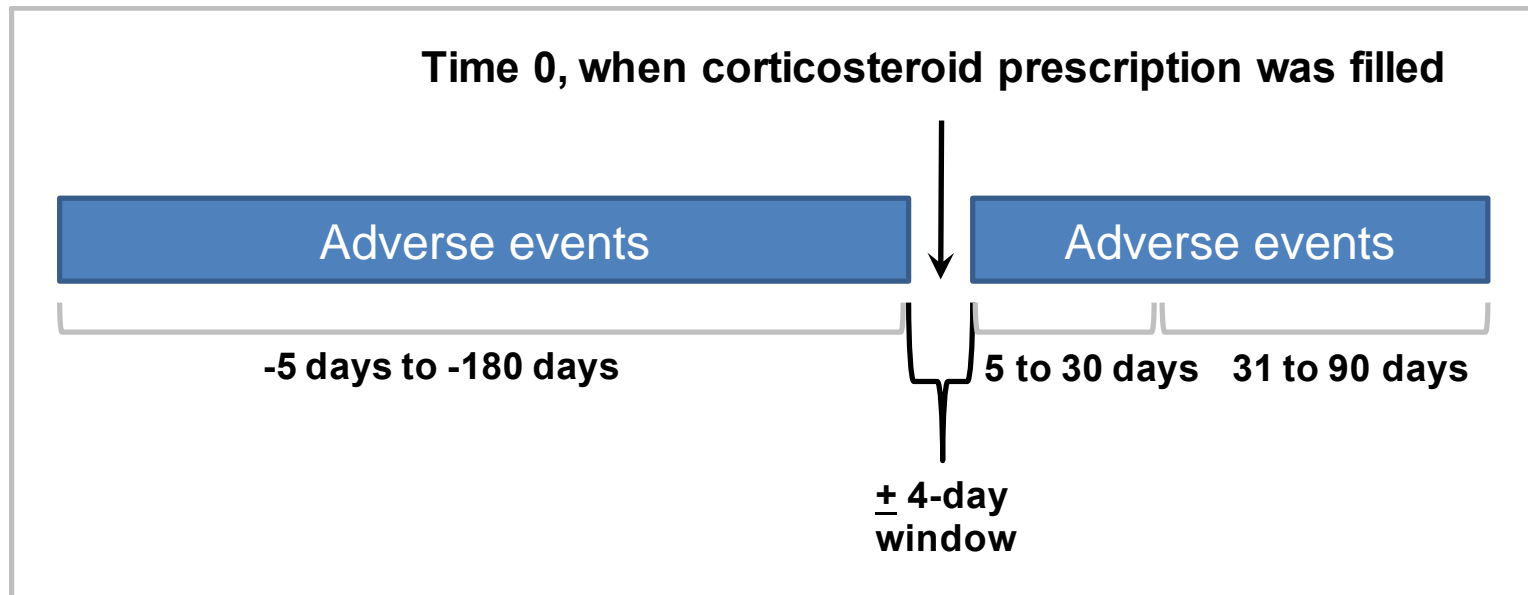 Time 0, when corticosteroid prescription was filled
Adverse events
Adverse events
-5 days to -180 days
5 to 30 days
31 to 90 days
± 4-day
window